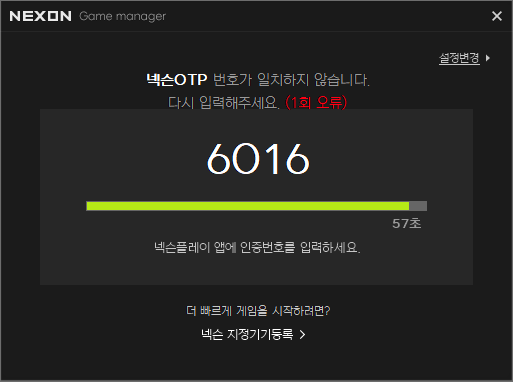 NEXON Game manager
설정변경
넥슨OTP 번호가 일치하지 않습니다.
다시 입력해주세요. (1회 오류)
6016
57초
넥슨플레이 앱에 인증번호를 입력하세요.
더 빠르게 게임을 시작하려면?
넥슨 지정기기등록 >